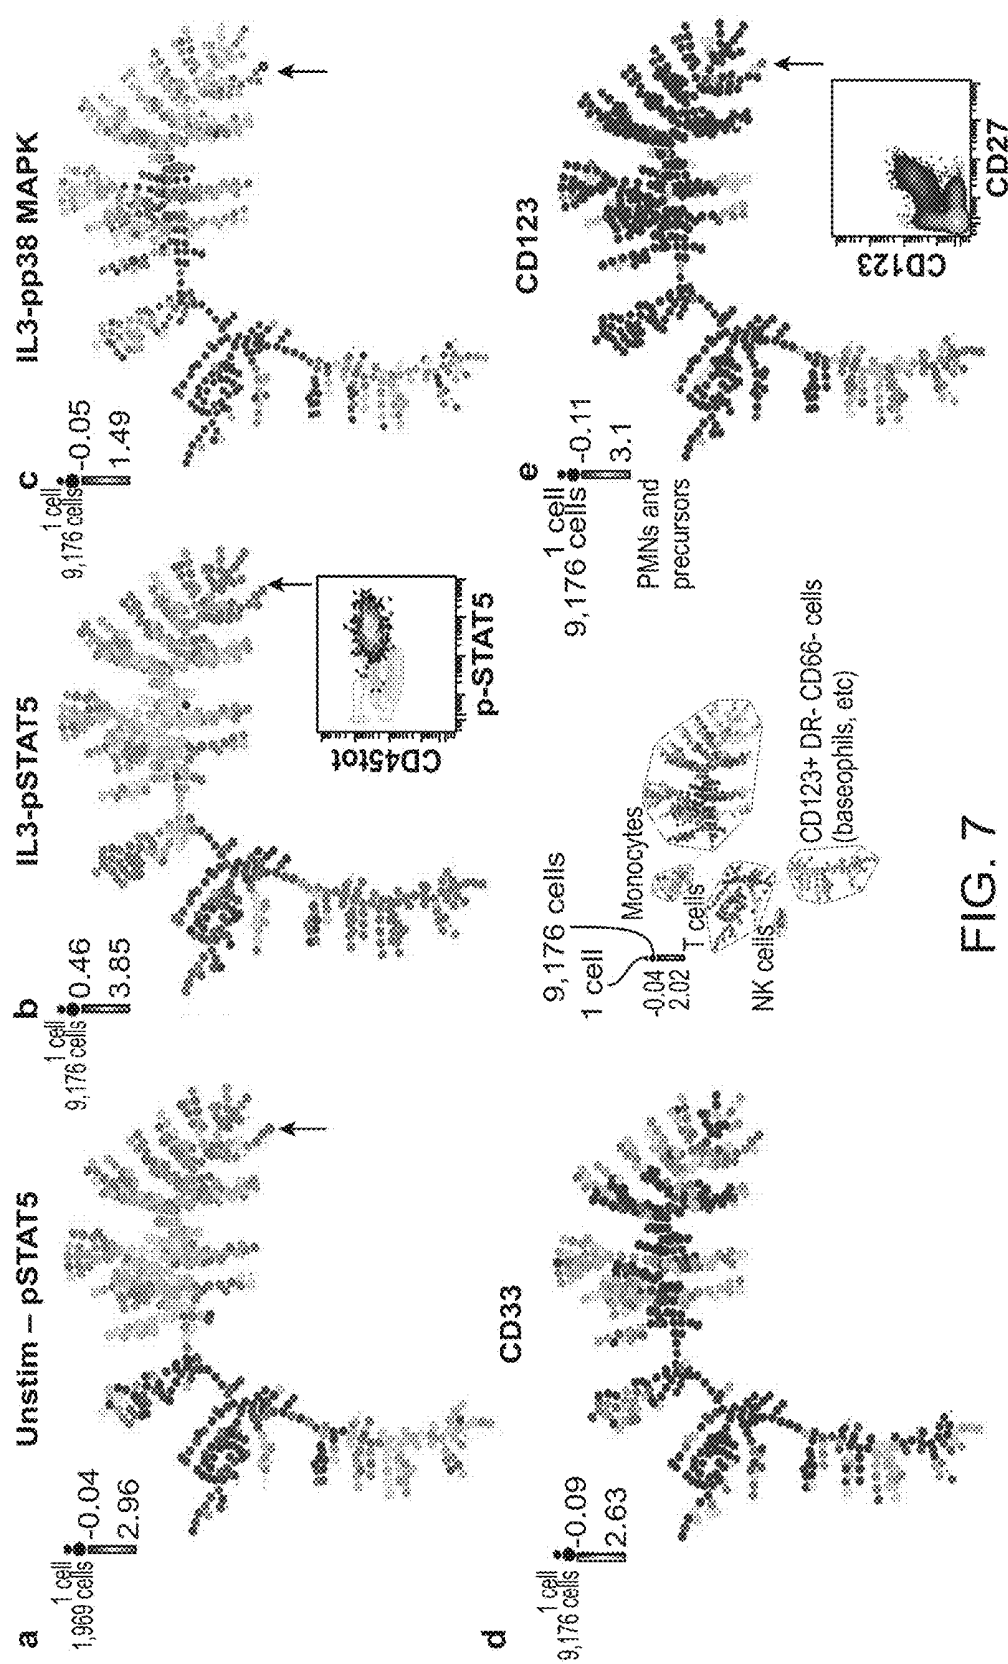 a
Unstim – pSTAT5
1 cell
1,969 cells
-0.04
2.96
b
IL3-pSTAT5
1 cell
9,176 cells
0.46
3.85
CD45tot
p-STAT5
c
IL3-pp38 MAPK
1 cell
9,176 cells
-0.05
1.49
d
CD33
1 cell
9,176 cells
-0.09
2.63
9,176 cells
1 cell
-0.04
2.02
Monocytes
T cells
NK cells
CD123+ DR- CD66- cells
(baseophils, etc)
PMNs and
precursors
e
CD123
1 cell
9,176 cells
-0.11
3.1
CD123
CD27
FIG. 7